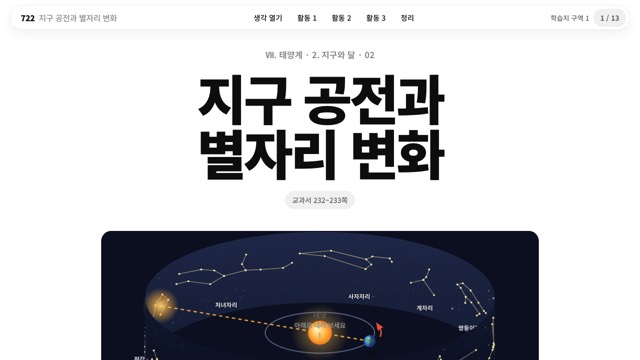 722 지구 공전과 별자리 변화
생각 열기 활동 1 활동 2 활동 3 정리
학습지 구역 1 1 / 13
Ⅶ. 태양계 · 2. 지구와 달 · 02
지구 공전과
별자리 변화
교과서 232~233쪽
사자자리
처녀자리
게자리